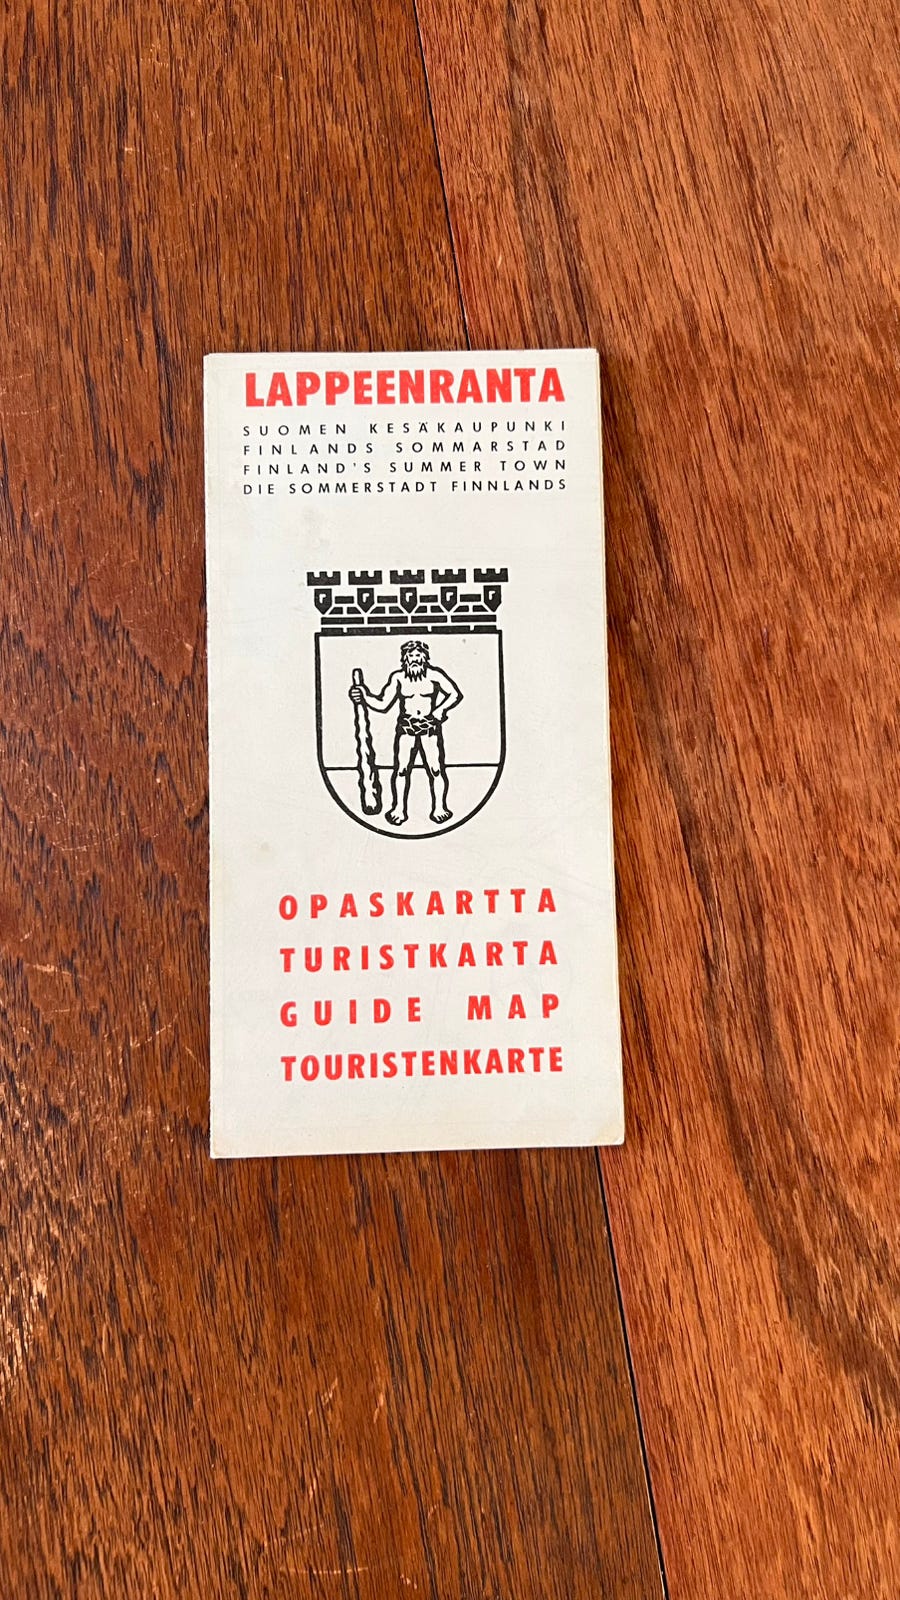 LAPPEENRANTA
SUOMEN KESÄKAUPUNKI
FINLANDS SOMMARSTAD
FINLAND'S SUMMER TOWN
DIE SOMMERSTADT FINNLANDS
OPASKARTTA
TURISTKARTA
GUIDE MAP
TOURISTENKARTE